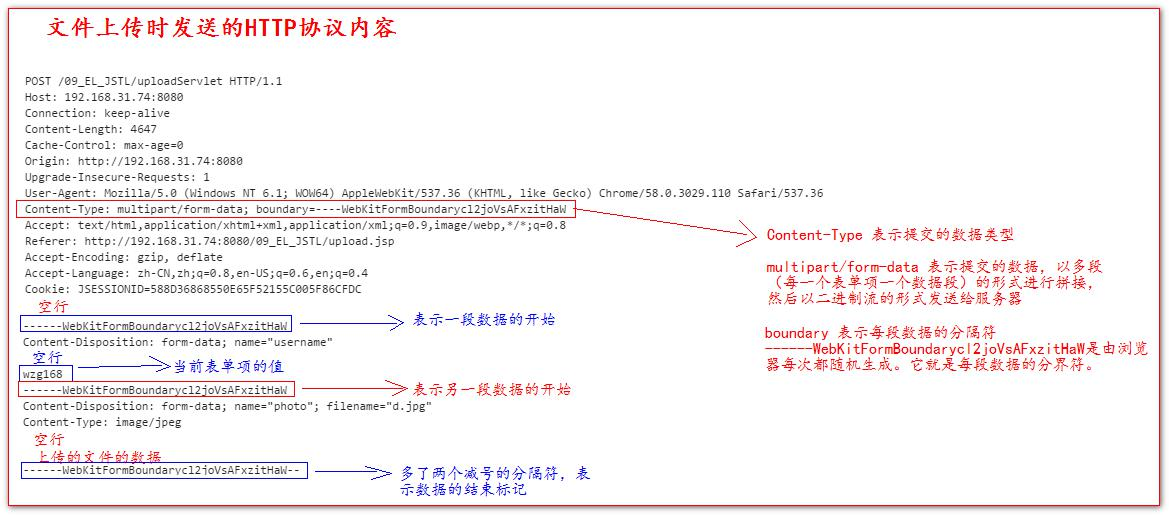 文件上传时发送的HTTP协议内容
POST /09_EL_JSTL/uploadServlet HTTP/1.1
Host: 192.168.31.74:8080
Connection: keep-alive
Content-Length: 4647
Cache-Control: max-age=0
Origin: http://192.168.31.74:8080
Upgrade-Insecure-Requests: 1
User-Agent: Mozilla/5.0 (Windows NT 6.1; WOW64) AppleWebKit/537.36 (KHTML, like Gecko) Chrome/58.0.3029.110 Safari/537.36
Content-Type: multipart/form-data; boundary=----WebKitFormBoundarycl2joVsAFxzitHaW
Accept: text/html,application/xhtml+xml,application/xml;q=0.9,image/webp,*/*;q=0.8
Referer: http://192.168.31.74:8080/09_EL_JSTL/upload.jsp
Accept-Encoding: gzip, deflate
Accept-Language: zh-CN,zh;q=0.8,en-US;q=0.6,en;q=0.4
Cookie: JSESSIONID=588D36868550E65F52155C005F86CFDC
空行
------WebKitFormBoundarycl2joVsAFxzitHaW
表示一段数据的开始
Content-Disposition: form-data; name="username"
空行
当前表单项的值
wzg168
------WebKitFormBoundarycl2joVsAFxzitHaW
表示另一段数据的开始
Content-Disposition: form-data; name="photo"; filename="d.jpg"
Content-Type: image/jpeg
空行
上传的文件的数据
------WebKitFormBoundarycl2joVsAFxzitHaW--
多了两个减号的分隔符，表
示数据的结束标记
Content-Type 表示提交的数据类型
multipart/form-data 表示提交的数据，以多段
（每一个表单项一个数据段）的形式进行拼接，
然后以二进制流的形式发送给服务器
boundary 表示每段数据的分隔符
------WebKitFormBoundarycl2joVsAFxzitHaW是由浏览
器每次都随机生成。它就是每段数据的分界符。